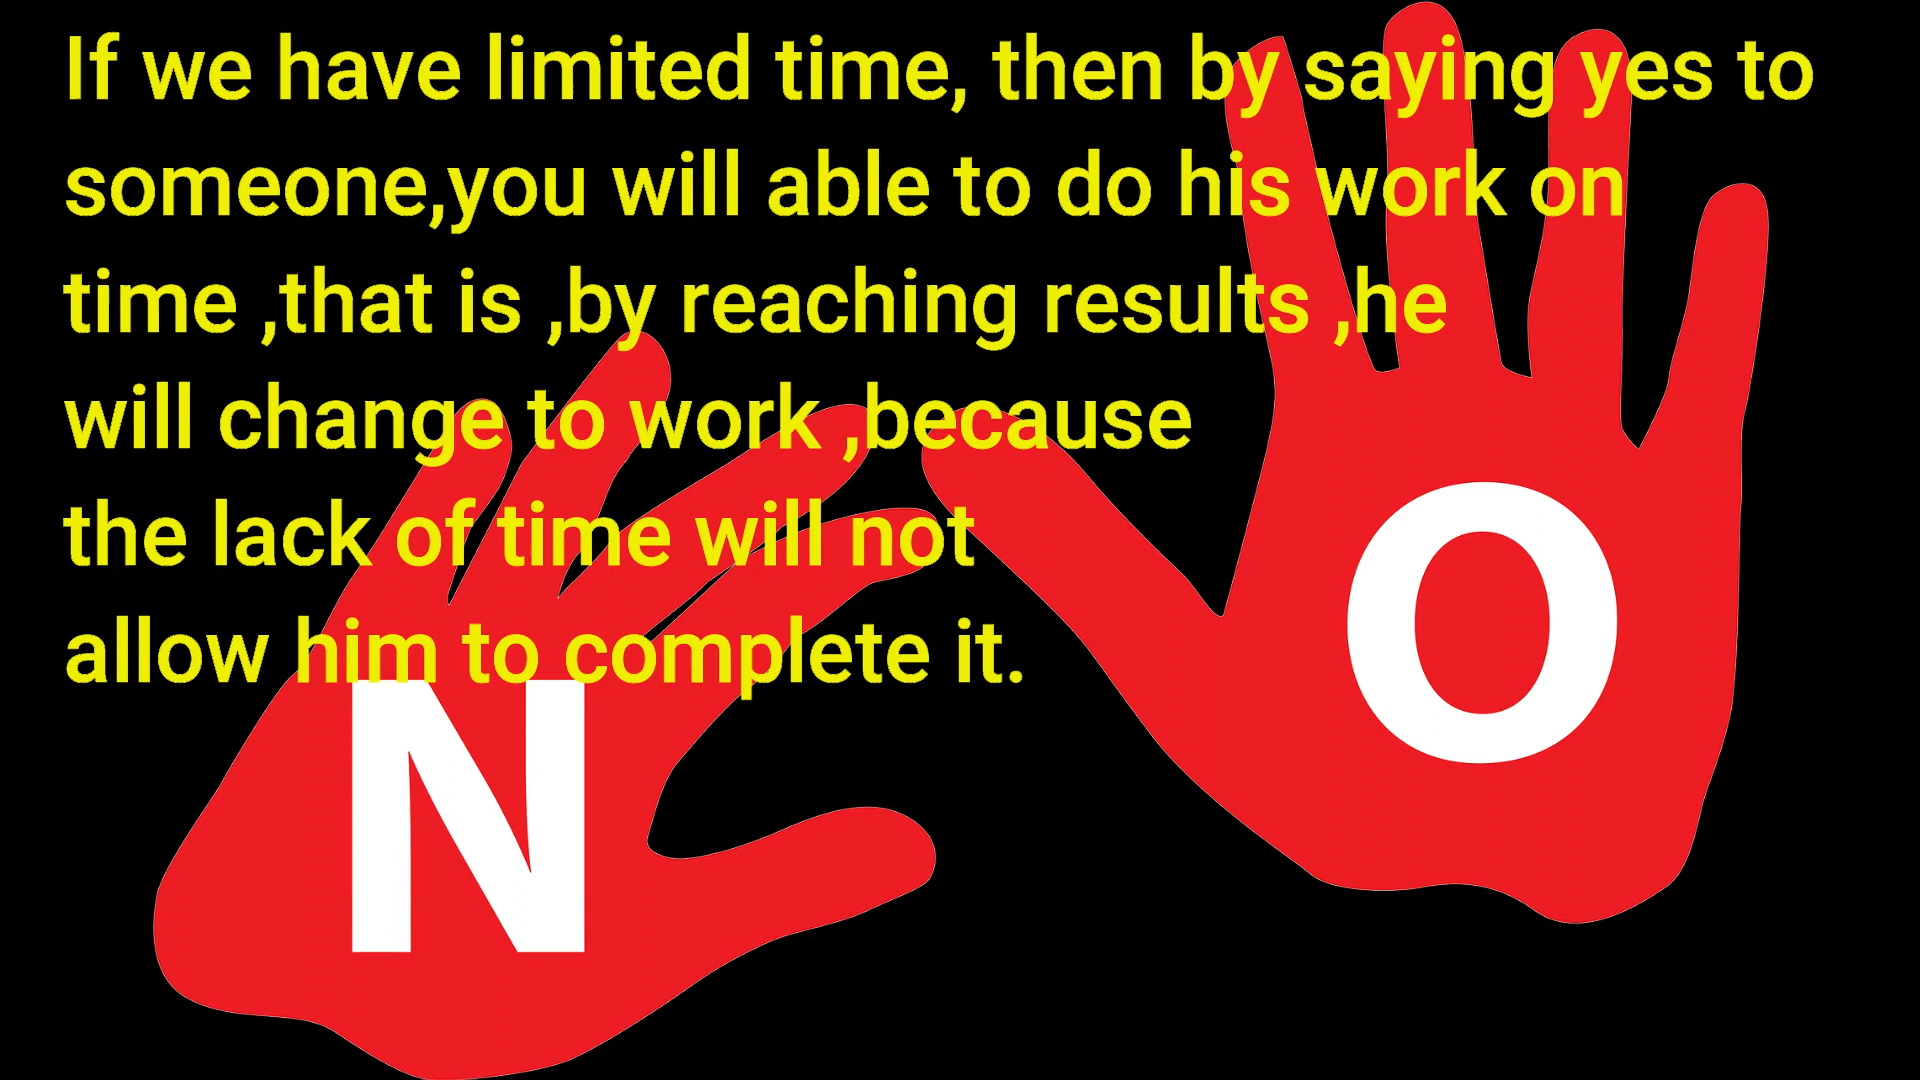 If we have limited time, then by saying yes to
someone,you will able to do his work on
time ,that is ,by reaching results ,he
will change to work ,because
the lack of time will not
allow him to complete it.
N O